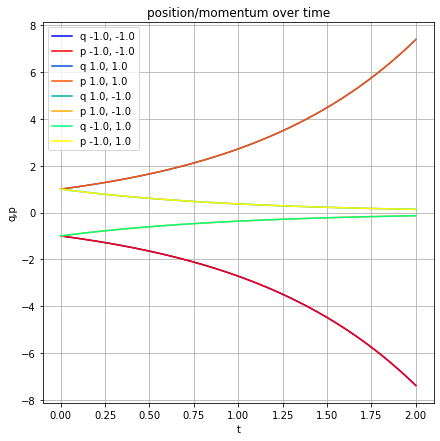 position/momentum over time
q -1.0, -1.0
p -1.0, -1.0
q 1.0, 1.0
p 1.0, 1.0
q 1.0, -1.0
p 1.0, -1.0
q -1.0, 1.0
p -1.0, 1.0
8
6
4
2
0
−2
−4
−6
−8
q,p
0.00 0.25 0.50 0.75 1.00 1.25 1.50 1.75 2.00
t